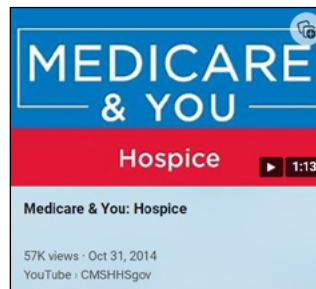 MEDICARE
& YOU
Hospice
1:13
Medicare & You: Hospice
57K views · Oct 31, 2014
YouTube › CMSHHSgov